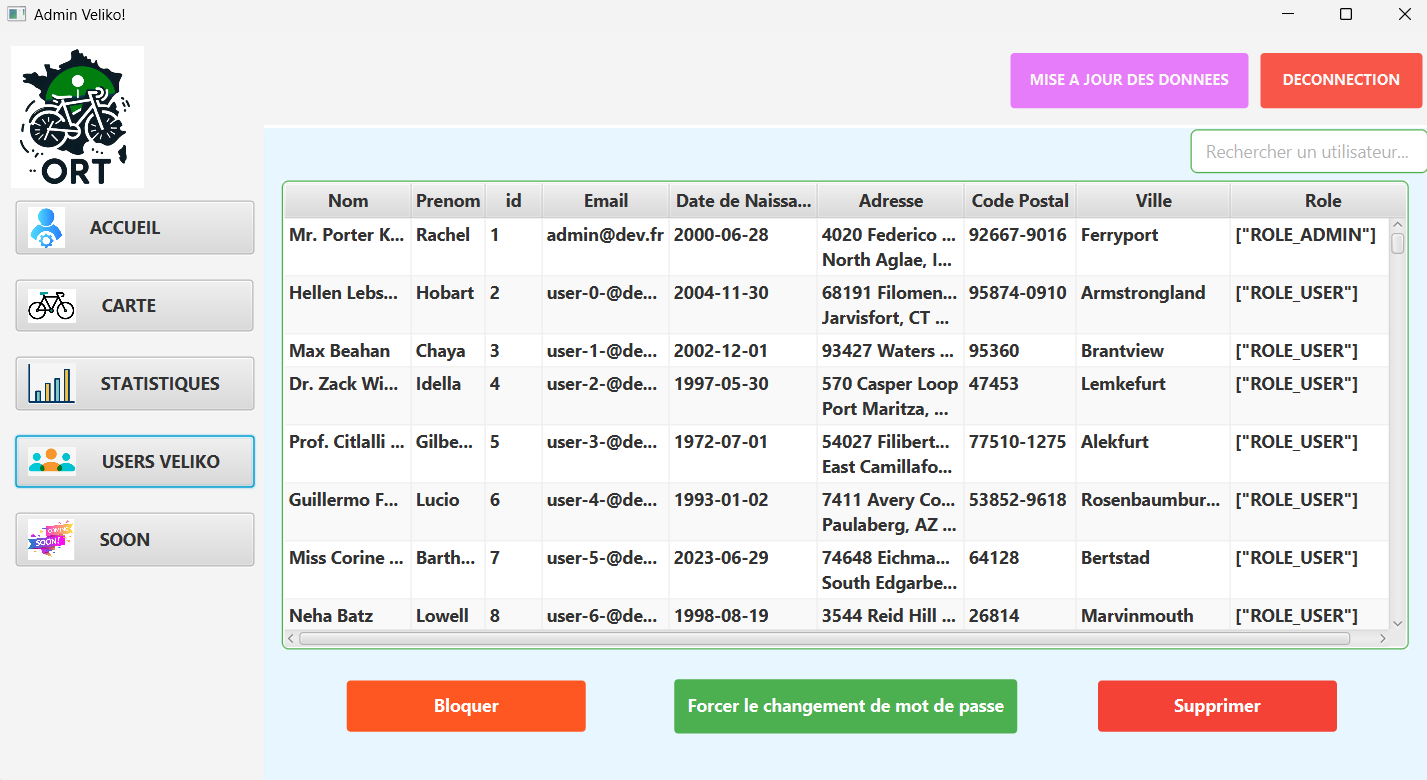 Admin Veliko!
MISE A JOUR DES DONNEES
DECONNECTION
ORT
Rechercher un utilisateur...
ACCUEIL
CARTE
STATISTIQUES
USERS VELIKO
COMING
SOON!
SOON
Nom Prenom id Email Date de Naissa... Adresse Code Postal Ville Role
Mr. Porter K... Rachel 1 admin@dev.fr 2000-06-28 4020 Federico ... 92667-9016 Ferryport ["ROLE_ADMIN"]
North Aglae, I...
Hellen Lebs... Hobart 2 user-0-@de... 2004-11-30 68191 Filomen... 95874-0910 Armstrongland ["ROLE_USER"]
Jarvisfort, CT ...
Max Beahan Chaya 3 user-1-@de... 2002-12-01 93427 Waters ... 95360 Brantview ["ROLE_USER"]
Dr. Zack Wi... Idella 4 user-2-@de... 1997-05-30 570 Casper Loop 47453 Lemkefurt ["ROLE_USER"]
Port Maritza, ...
Prof. Citlalli ... Gilbe... 5 user-3-@de... 1972-07-01 54027 Filibert... 77510-1275 Alekfurt ["ROLE_USER"]
East Camillafo...
Guillermo F... Lucio 6 user-4-@de... 1993-01-02 7411 Avery Co... 53852-9618 Rosenbaumbur... ["ROLE_USER"]
Paulaberg, AZ ...
Miss Corine ... Barth... 7 user-5-@de... 2023-06-29 74648 Eichma... 64128 Bertstad ["ROLE_USER"]
South Edgarbe...
Neha Batz Lowell 8 user-6-@de... 1998-08-19 3544 Reid Hill ... 26814 Marvinmouth ["ROLE_USER"]
Bloquer
Forcer le changement de mot de passe
Supprimer